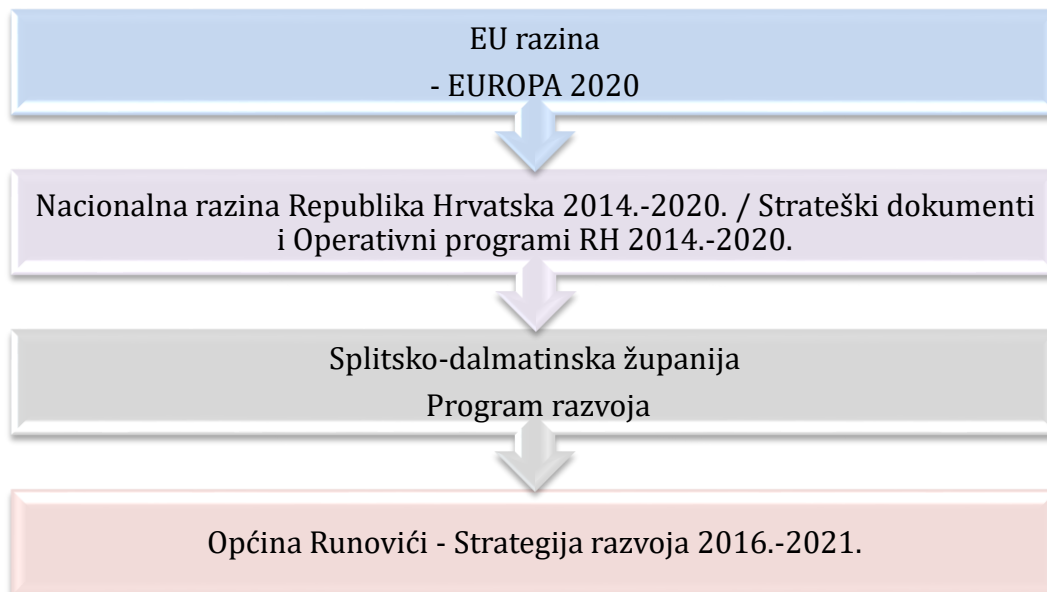 EU razina
- EUROPA 2020
Nacionalna razina Republika Hrvatska 2014.-2020. / Strateški dokumenti
i Operativni programi RH 2014.-2020.
Splitsko-dalmatinska županija
Program razvoja
Općina Runovići - Strategija razvoja 2016.-2021.